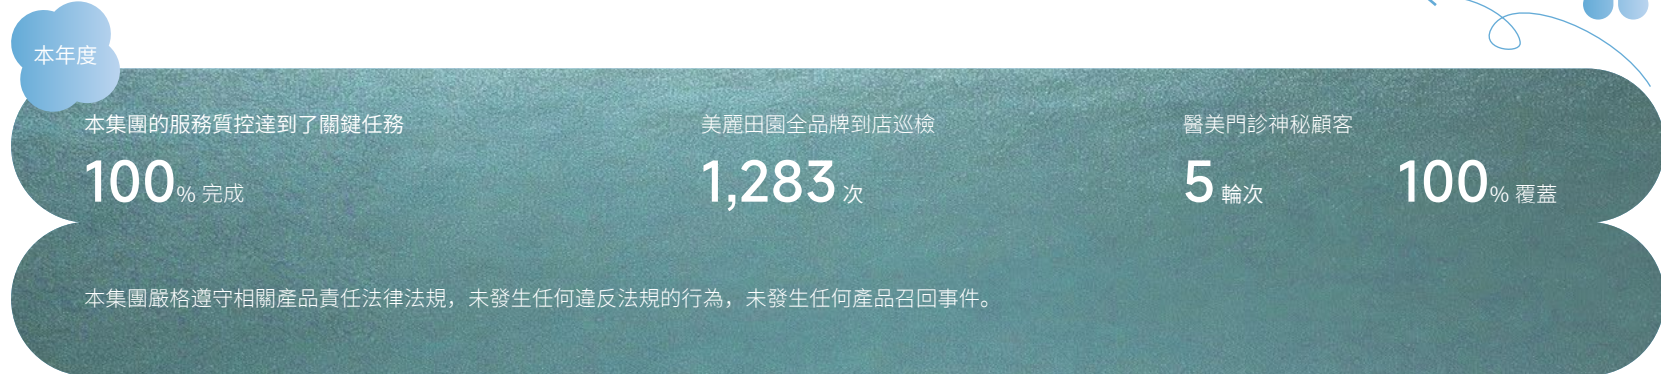 本年度
本集團的服務質控達到了關鍵任務
100% 完成
美麗田園全品牌到店巡檢
1,283 次
醫美門診神秘顧客
5 輪次 100% 覆蓋
本集團嚴格遵守相關產品責任法律法規，未發生任何違反法規的行為，未發生任何產品召回事件。